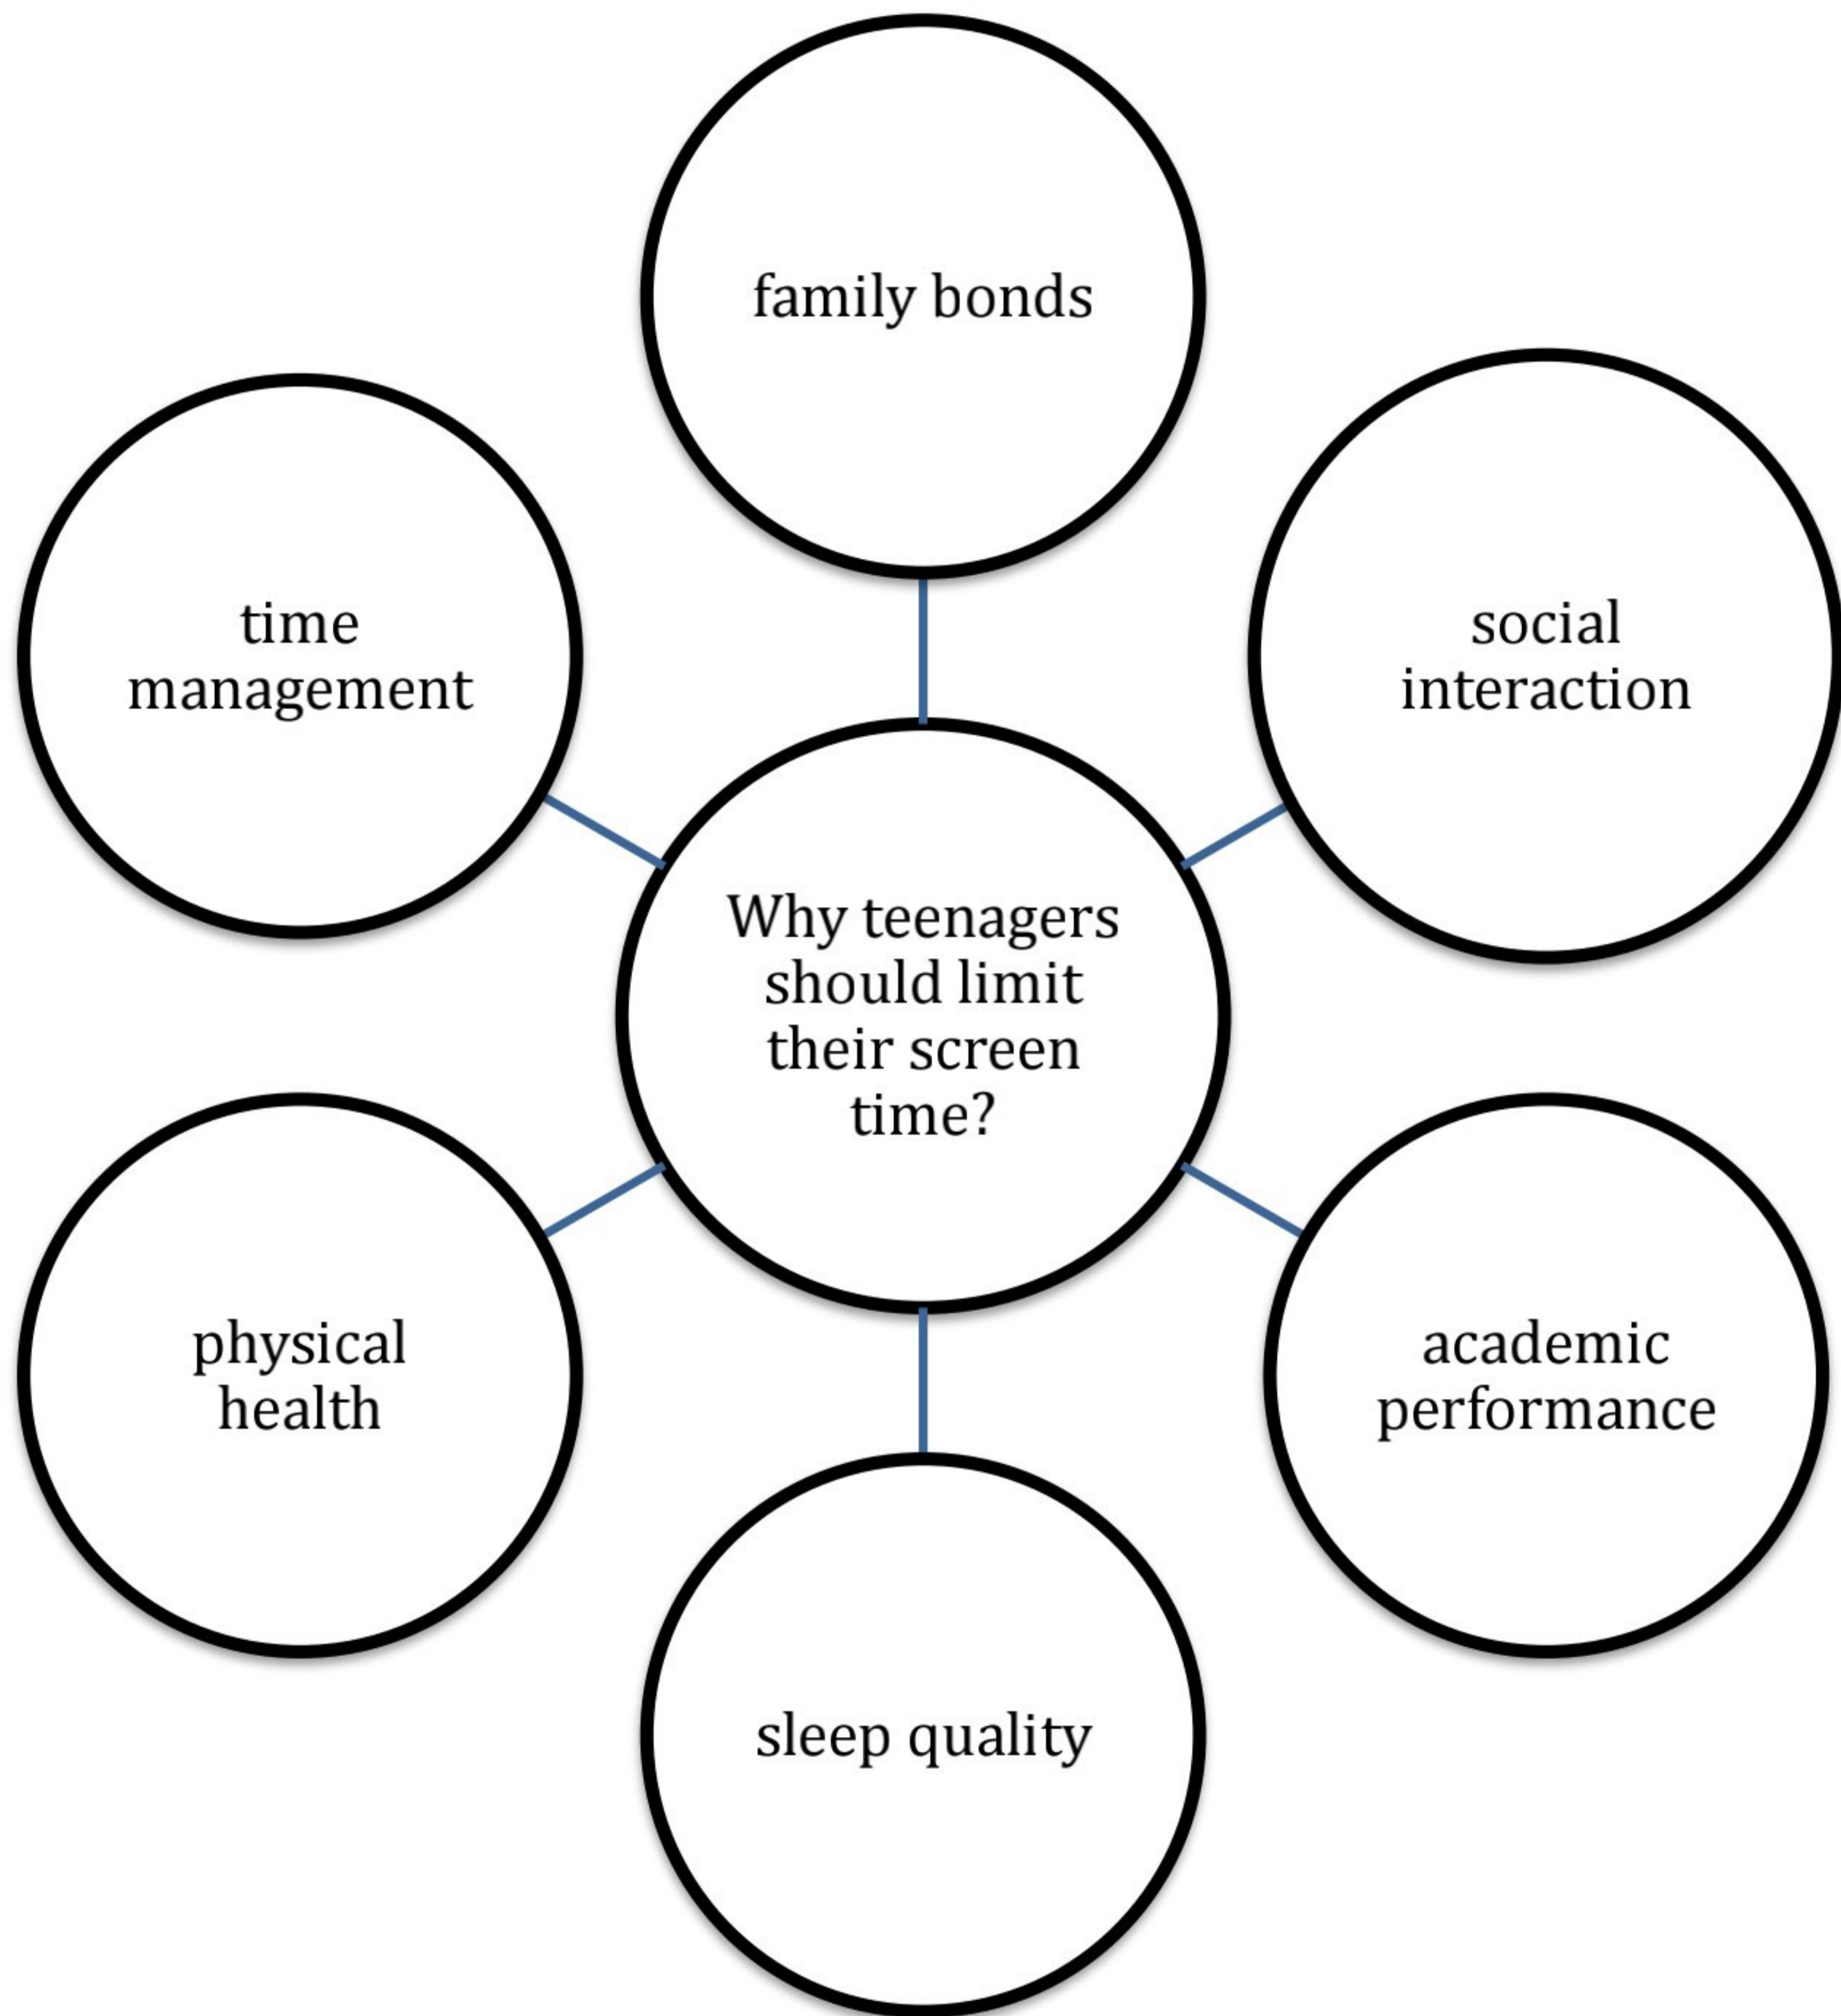 family bonds
time
management
social
interaction
Why teenagers
should limit
their screen
time?
physical
health
academic
performance
sleep quality